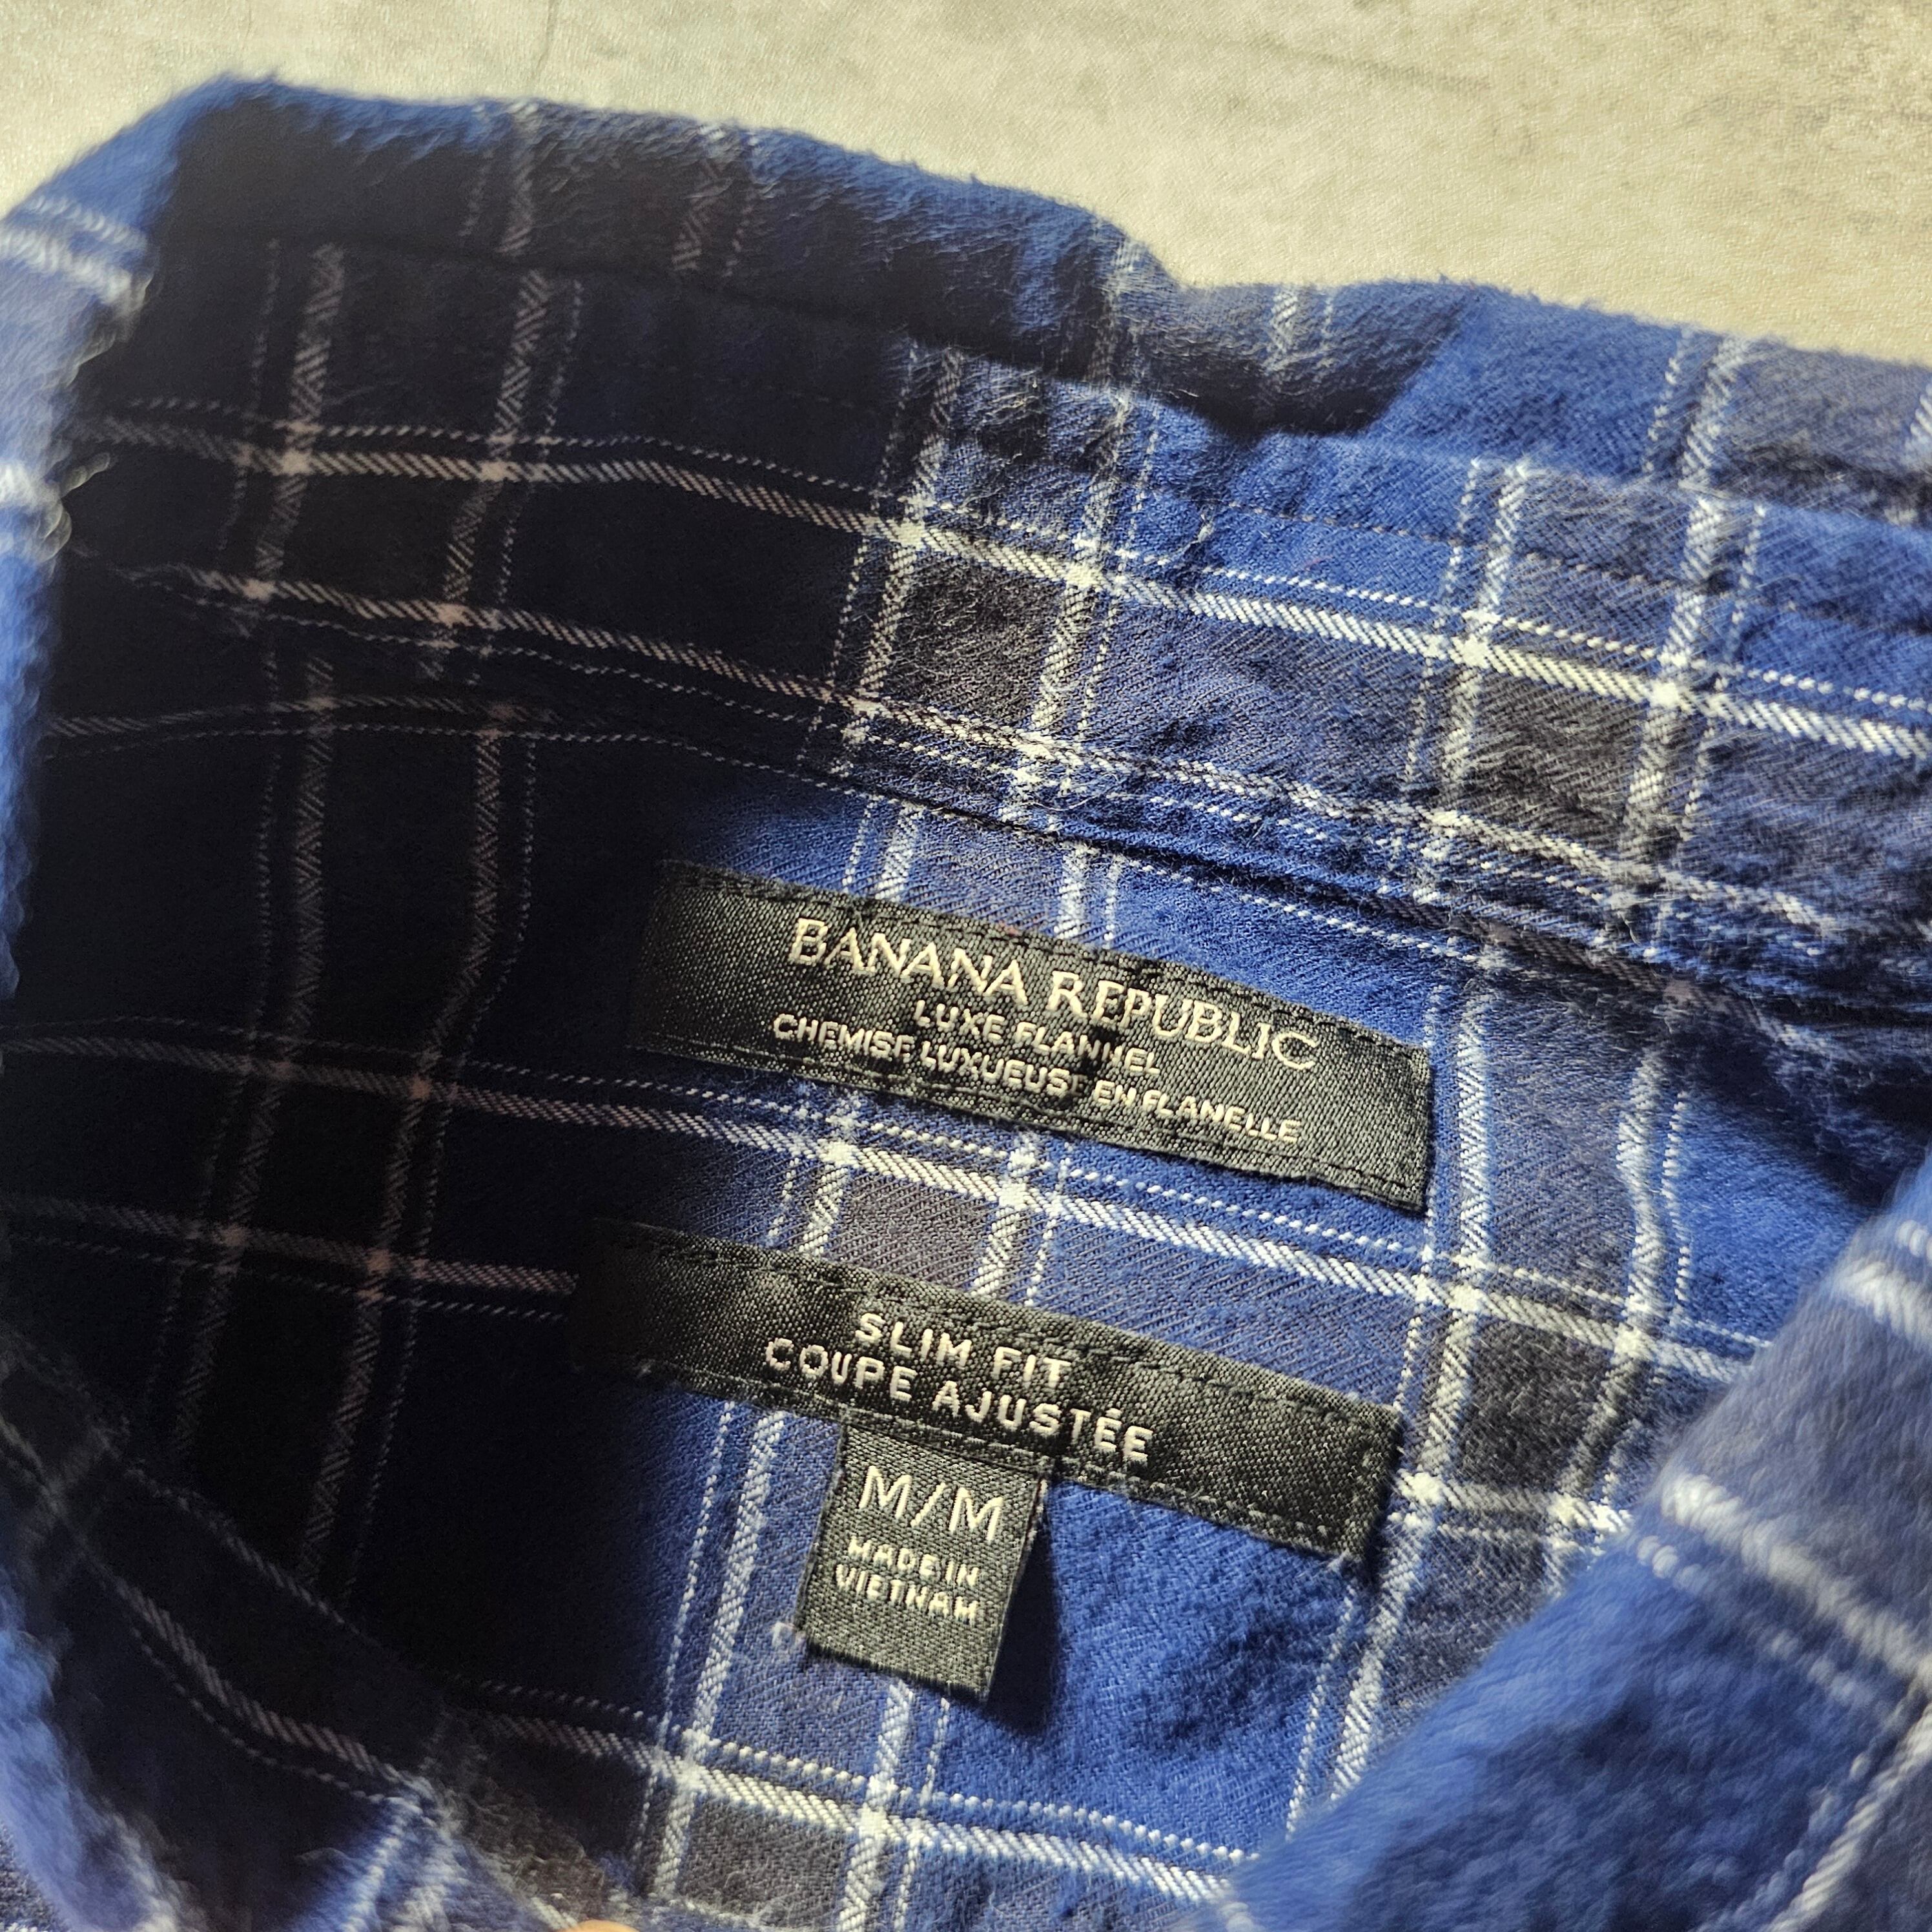 BANANA REPUBLIC
LUXE FLANNEL
CHEMISE LUXUEUSE EN FLANELLE
SLIM FIT
COUPE AJUSTÉE
M/M
MADE IN
VIETNAM